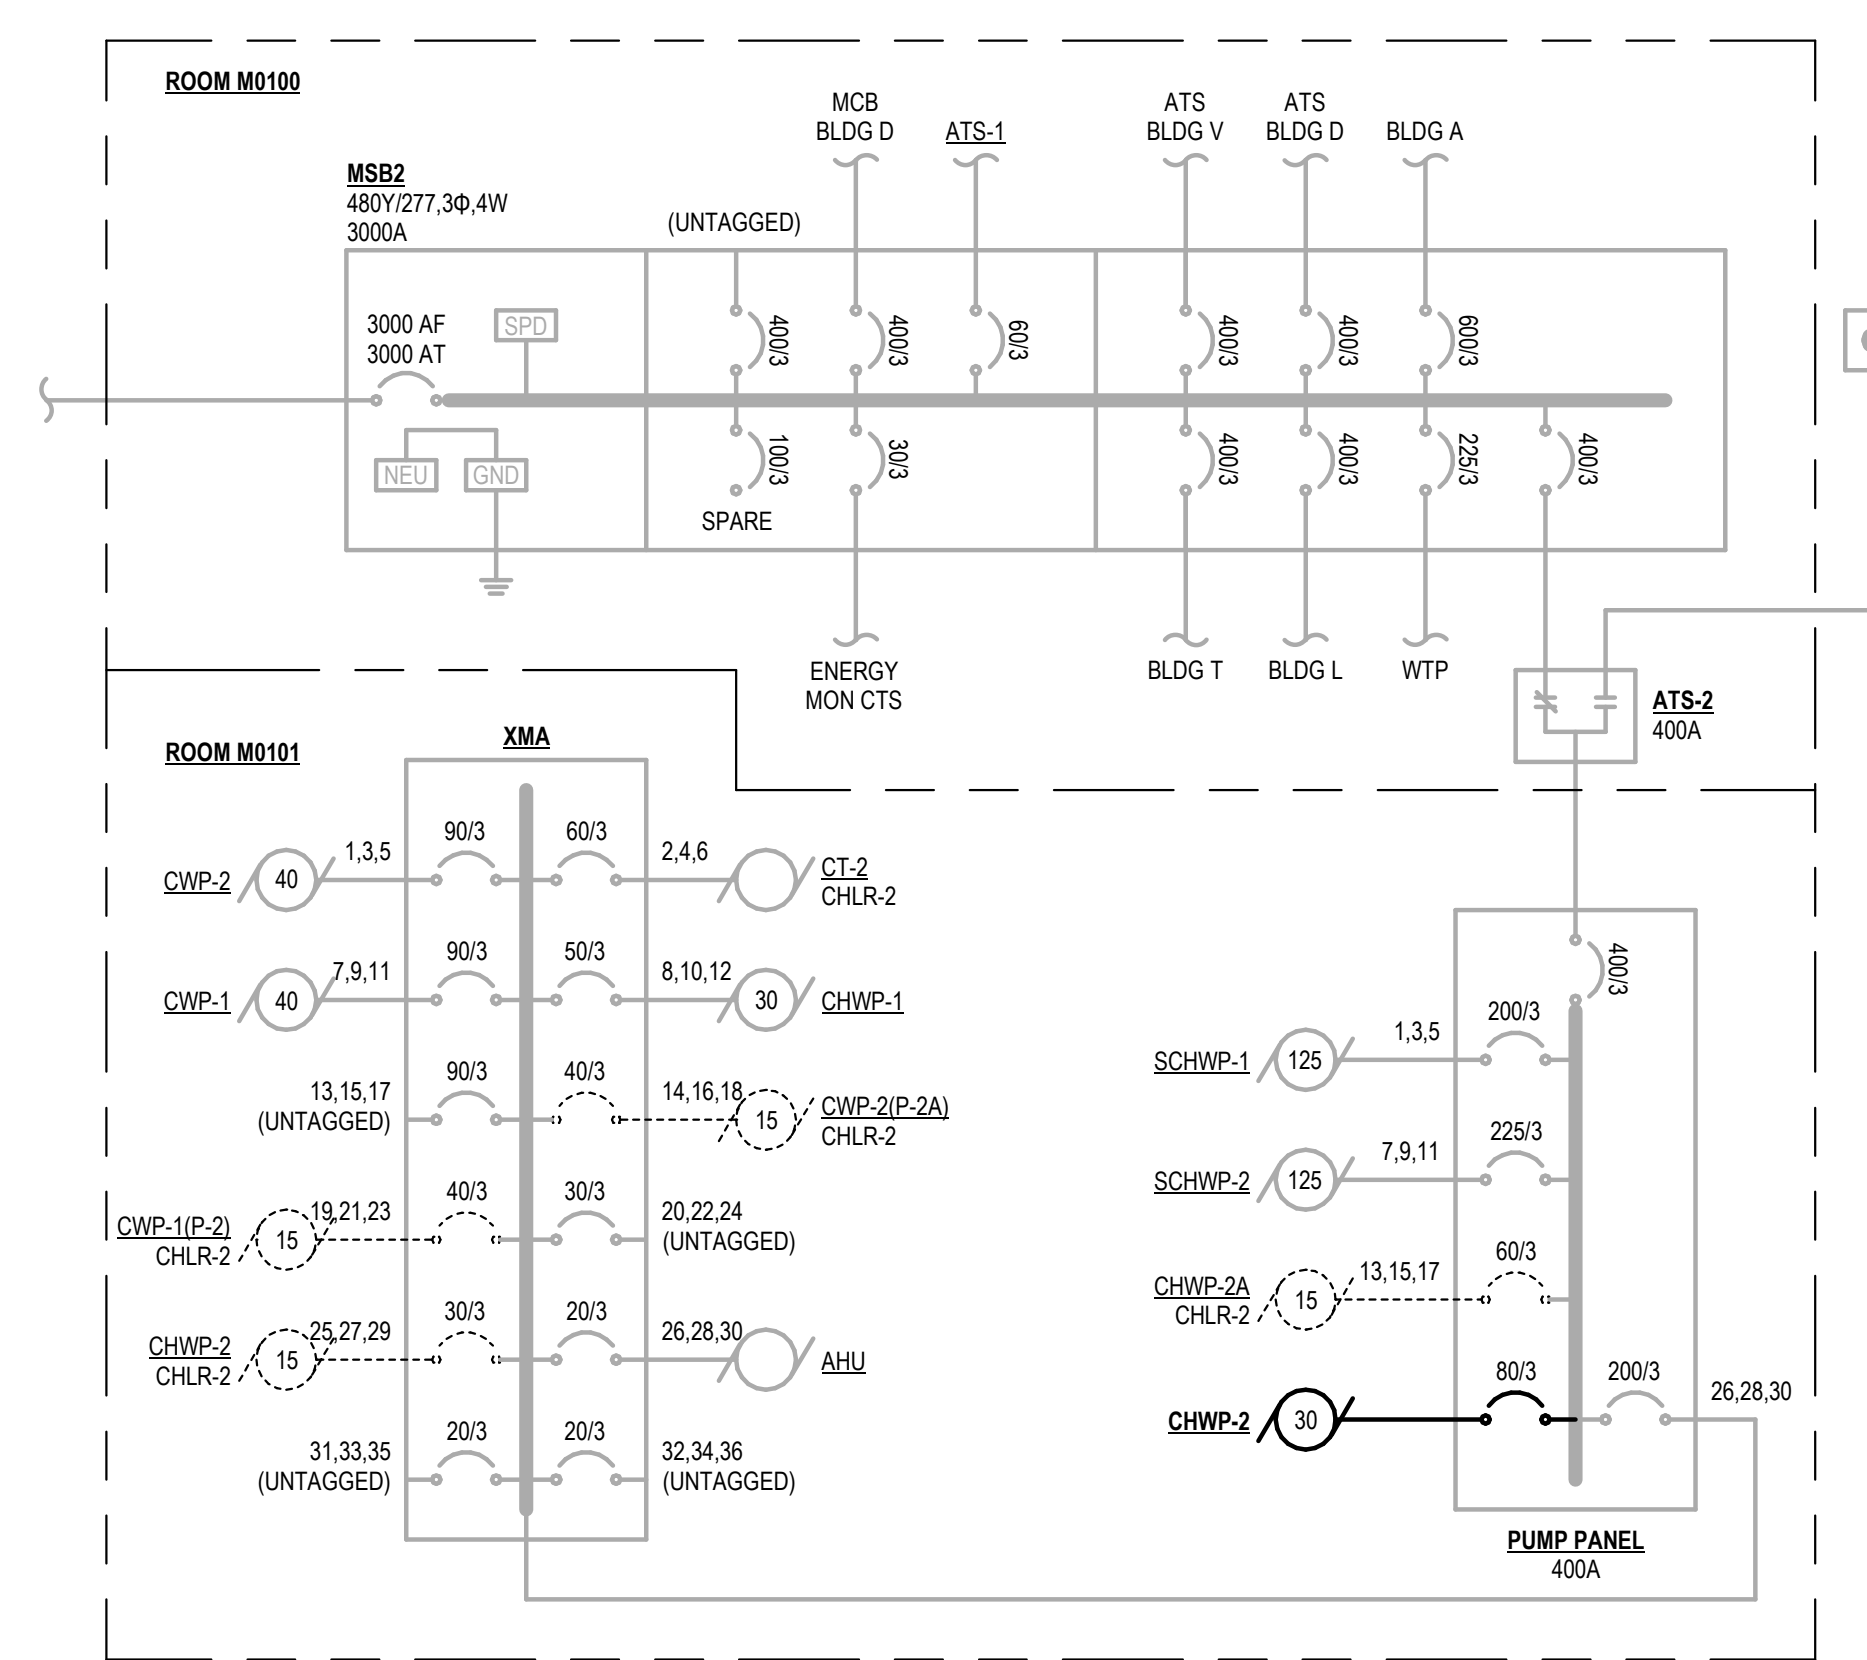 ROOM M0100
MCB
BLDG D
ATS-1
ATS
BLDG V
ATS
BLDG D
BLDG A
MSB2
480Y/277,3Φ,4W
3000A
(UNTAGGED)
3000 AF
3000 AT
SPD
400/3
400/3
60/3
400/3
400/3
600/3
NEU
GND
100/3
30/3
400/3
400/3
225/3
400/3
SPARE
ENERGY
MON CTS
BLDG T
BLDG L
WTP
ATS-2
400A
ROOM M0101
XMA
90/3
60/3
1,3,5
2,4,6
CWP-2
40
CT-2
CHLR-2
90/3
50/3
7,9,11
8,10,12
CWP-1
40
30
CHWP-1
90/3
40/3
13,15,17
(UNTAGGED)
14,16,18
15
CWP-2(P-2A)
CHLR-2
40/3
30/3
19,21,23
CWP-1(P-2)
CHLR-2
15
20,22,24
(UNTAGGED)
30/3
20/3
25,27,29
26,28,30
CHWP-2
CHLR-2
15
AHU
20/3
20/3
31,33,35
(UNTAGGED)
32,34,36
(UNTAGGED)
400/3
200/3
1,3,5
SCHWP-1
125
225/3
7,9,11
SCHWP-2
125
60/3
13,15,17
CHWP-2A
CHLR-2
15
80/3
200/3
26,28,30
CHWP-2
30
PUMP PANEL
400A